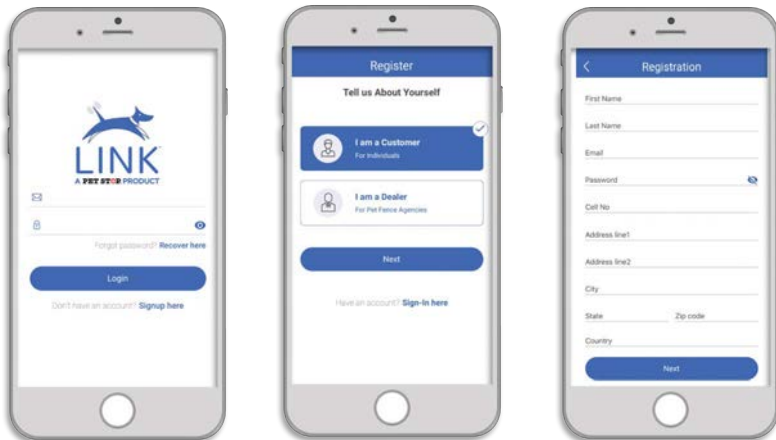 LINK
A PET STOP PRODUCT
Forgot password? Recover here
Login
Don't have an account? Signup here
Register
Tell us About Yourself
I am a Customer
For Individuals
I am a Dealer
For Pet Fence Agencies
Next
Have an account? Sign-In here
Registration
First Name
Last Name
Email
Password
Cell No
Address line1
Address line2
City
State Zip code
Country
Next